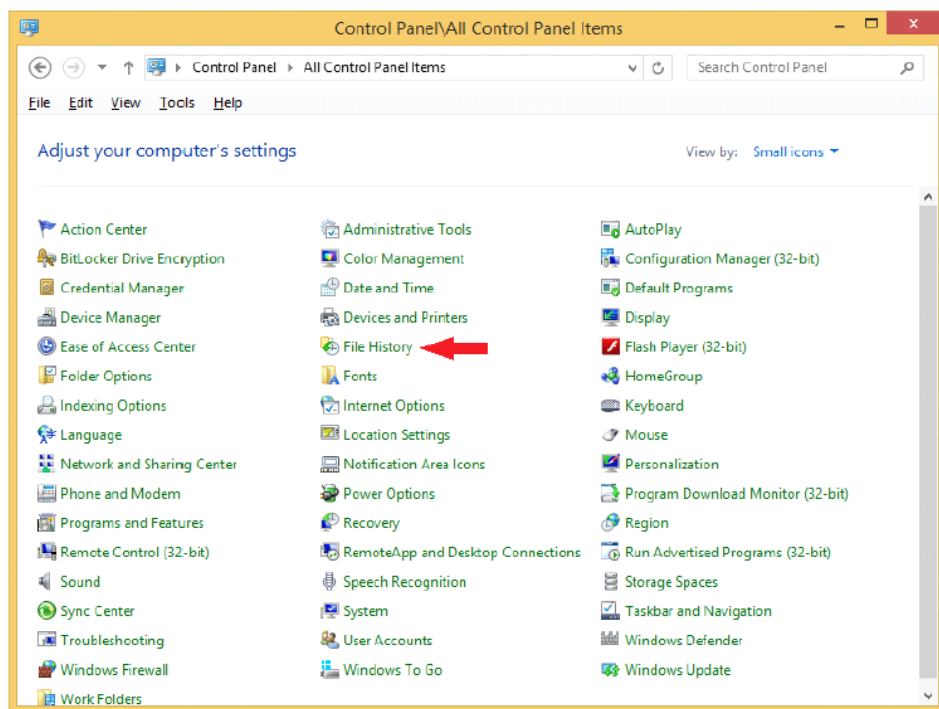 Control Panel\All Control Panel Items
Control Panel All Control Panel Items Search Control Panel
File Edit View Tools Help
Adjust your computer's settings View by: Small icons
Action Center Administrative Tools AutoPlay
BitLocker Drive Encryption Color Management Configuration Manager (32-bit)
Credential Manager Date and Time Default Programs
Device Manager Devices and Printers Display
Ease of Access Center File History Flash Player (32-bit)
Folder Options Fonts HomeGroup
Indexing Options Internet Options Keyboard
Language Location Settings Mouse
Network and Sharing Center Notification Area Icons Personalization
Phone and Modem Power Options Program Download Monitor (32-bit)
Programs and Features Recovery Region
Remote Control (32-bit) RemoteApp and Desktop Connections Run Advertised Programs (32-bit)
Sound Speech Recognition Storage Spaces
Sync Center System Taskbar and Navigation
Troubleshooting User Accounts Windows Defender
Windows Firewall Windows To Go Windows Update
Work Folders